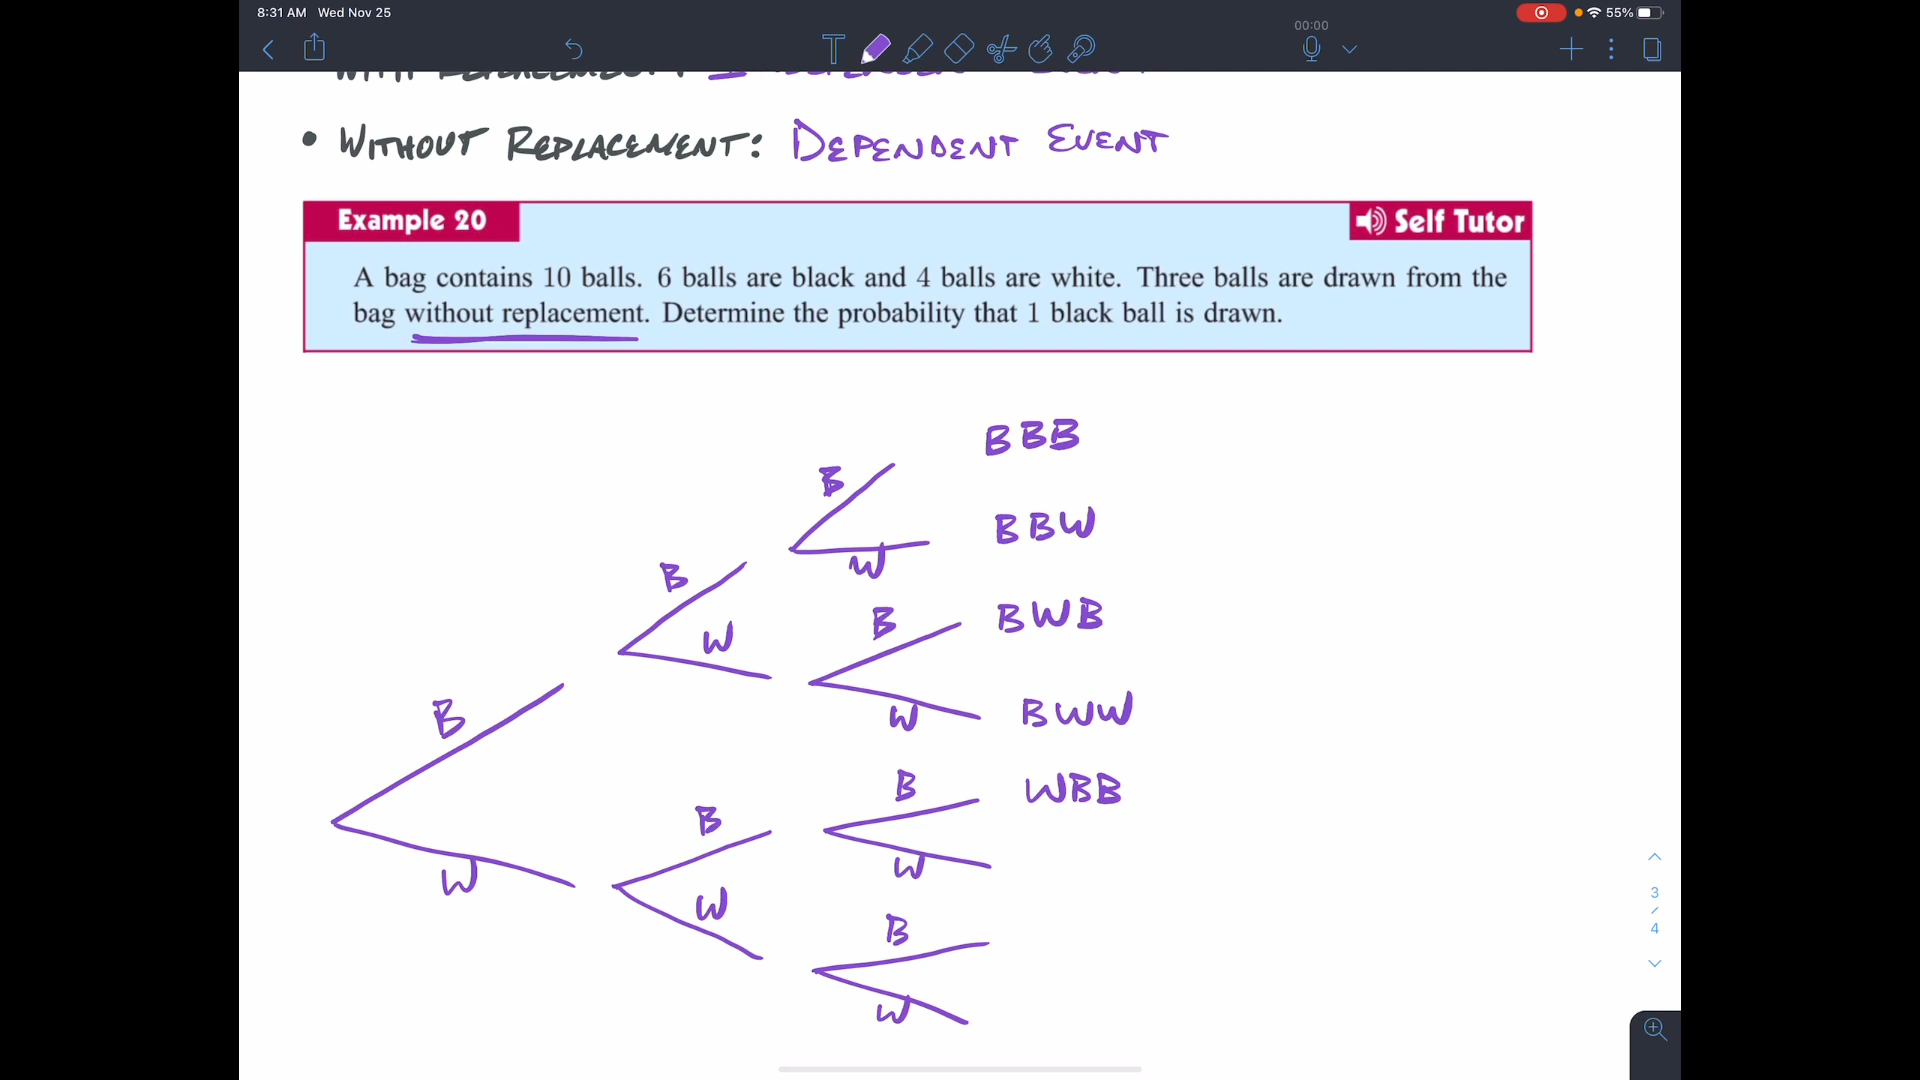 8:31 AM Wed Nov 25
55%
00:00
• WITHOUT REPLACEMENT: DEPENDENT EVENT
Example 20
Self Tutor
A bag contains 10 balls. 6 balls are black and 4 balls are white. Three balls are drawn from the
bag without replacement. Determine the probability that 1 black ball is drawn.
BBB
B
BBW
W
B
B
BWB
W
B
W
BWW
B
WBB
B
W
W
W
B
W
3
4